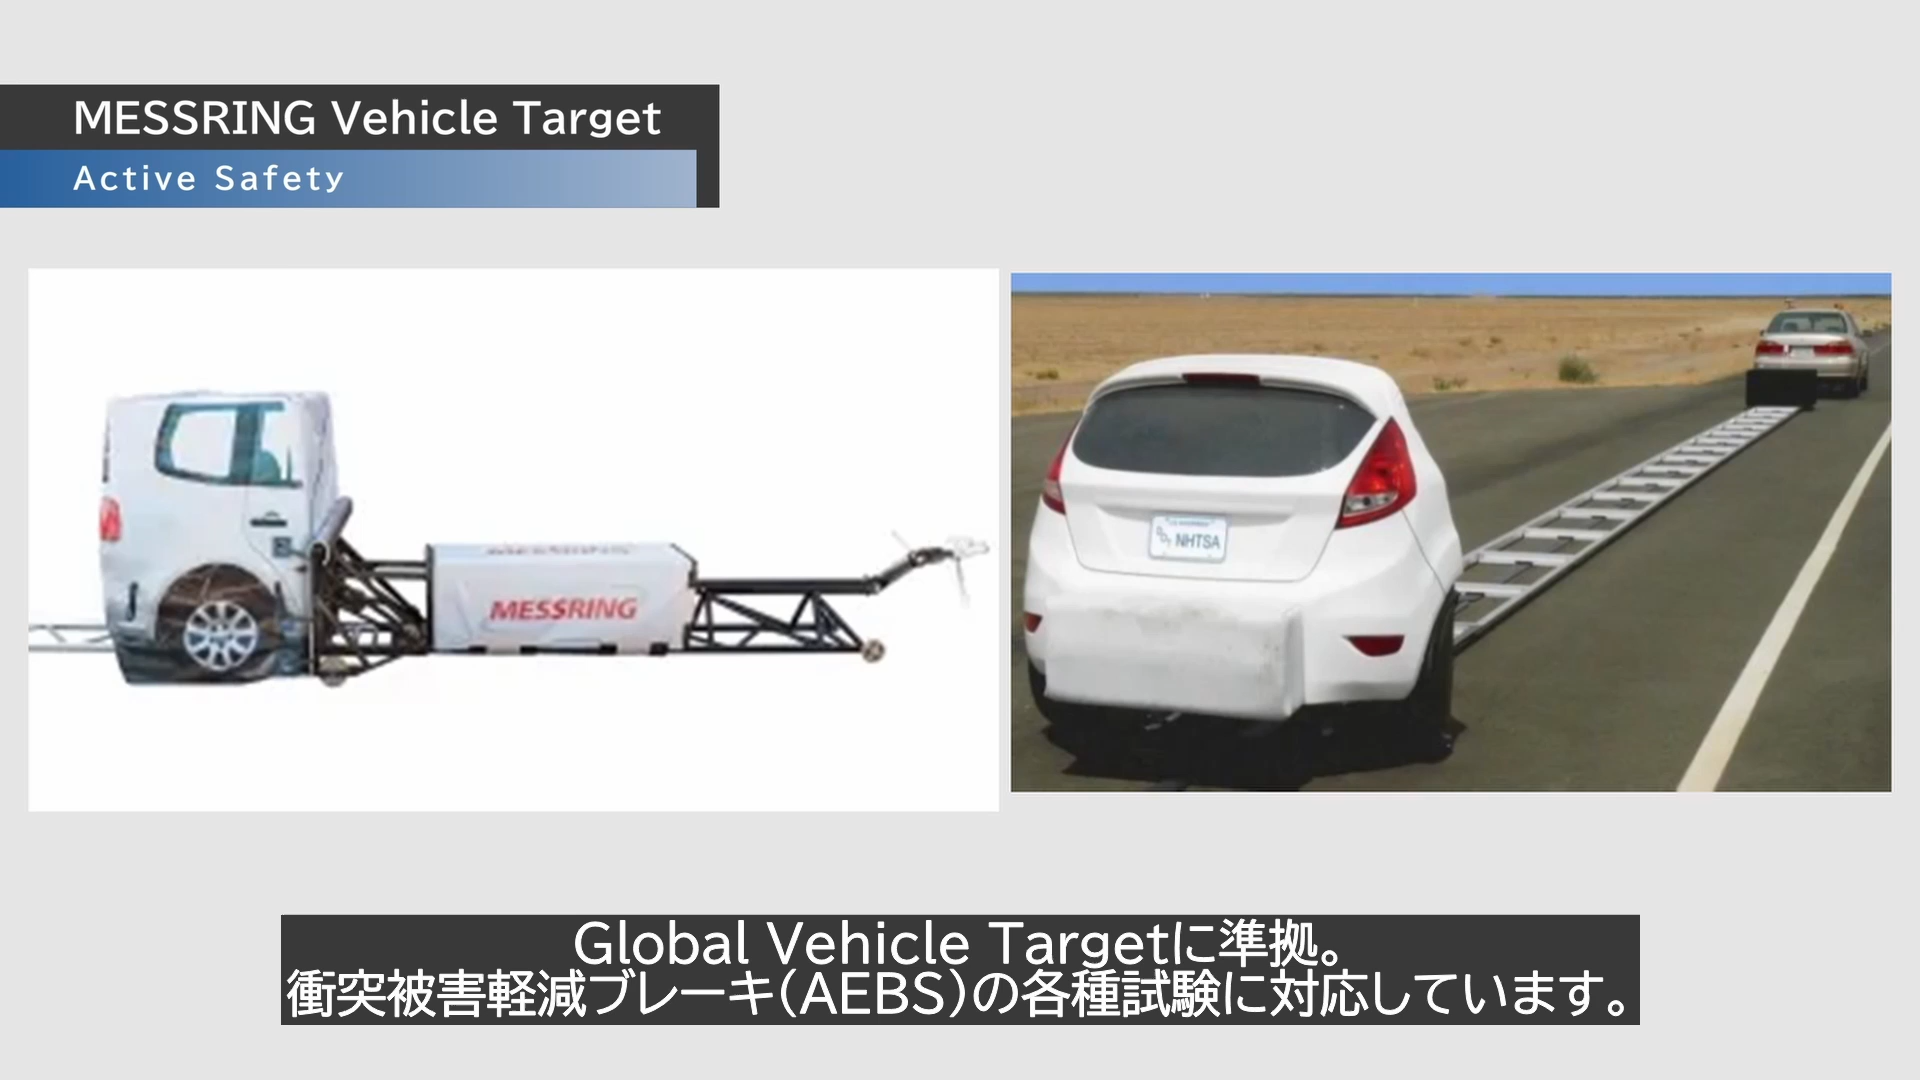 MESSRING Vehicle Target
Active Safety
MESSRING
NHTSA
Global Vehicle Targetに準拠。
衝突被害軽減ブレーキ(AEBS)の各種試験に対応しています。